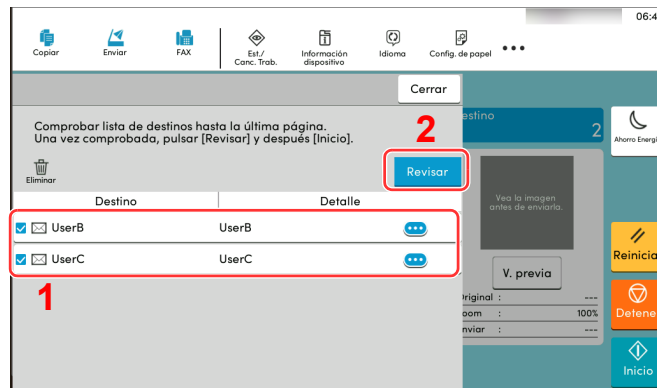 06:4
Copiar
Enviar
FAX
Est./
Canc. Trab.
Información
dispositivo
Idioma
Config. de papel
Cerrar
Comprobar lista de destinos hasta la última página.
Una vez comprobada, pulsar [Revisar] y después [Inicio].
2
Eliminar
Revisar
Destino
Detalle
UserB
UserB
UserC
UserC
1
estino
2
Vea la imagen
antes de enviarla.
V. previa
riginal : ---
oom : 100%
nviar : ---
Ahorro Energi
Reinicia
Detene
Inicio